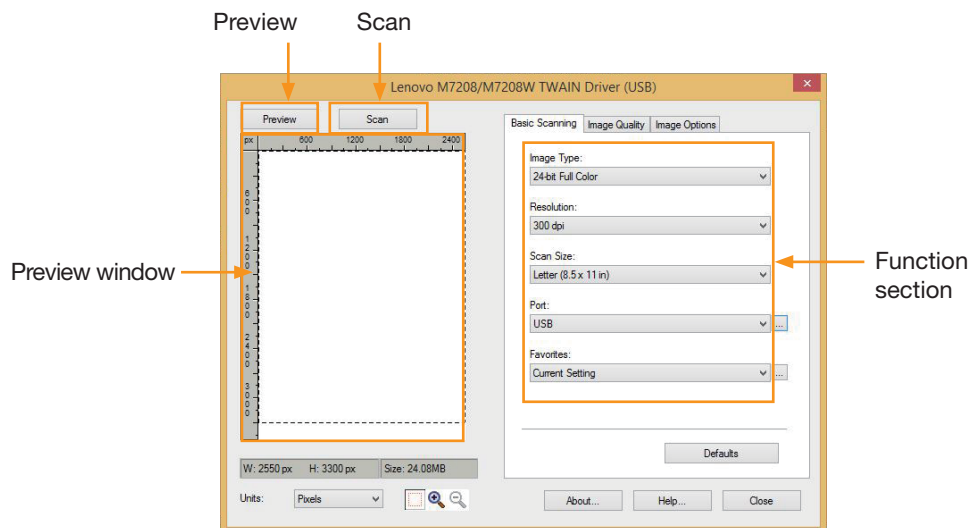 Preview Scan
Lenovo M7208/M7208W TWAIN Driver (USB)
Preview Scan
px 600 1200 1800 2400
600
1200
1800
2400
3000
Preview window
Basic Scanning Image Quality Image Options
Image Type:
24-bit Full Color
Resolution:
300 dpi
Scan Size:
Letter (8.5 x 11 in)
Port:
USB ...
Favorites:
Current Setting ...
Function
section
Defaults
W: 2550 px H: 3300 px Size: 24.08MB
Units: Pixels
About... Help... Close